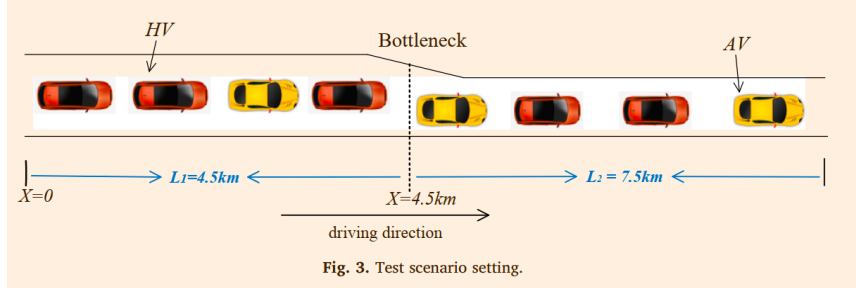 HV
Bottleneck
AV
L1=4.5km
L2 = 7.5km
X=0
X=4.5km
driving direction
Fig. 3. Test scenario setting.